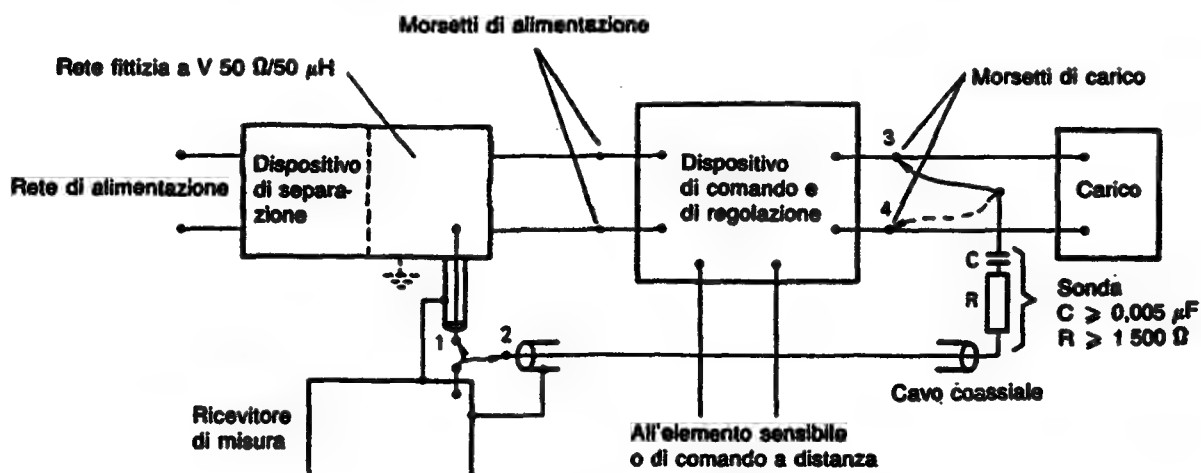 Morsetti di alimentazione
Rete fittizia a V 50 Ω/50 μH
Morsetti di carico
Rete di alimentazione
Dispositivo
di separa-
zione
Dispositivo
di comando e
di regolazione
3
4
Carico
C
R
Sonda
C ⩾ 0,005 μF
R ⩾ 1 500 Ω
1
2
Cavo coassiale
Ricevitore
di misura
All'elemento sensibile
o di comando a distanza